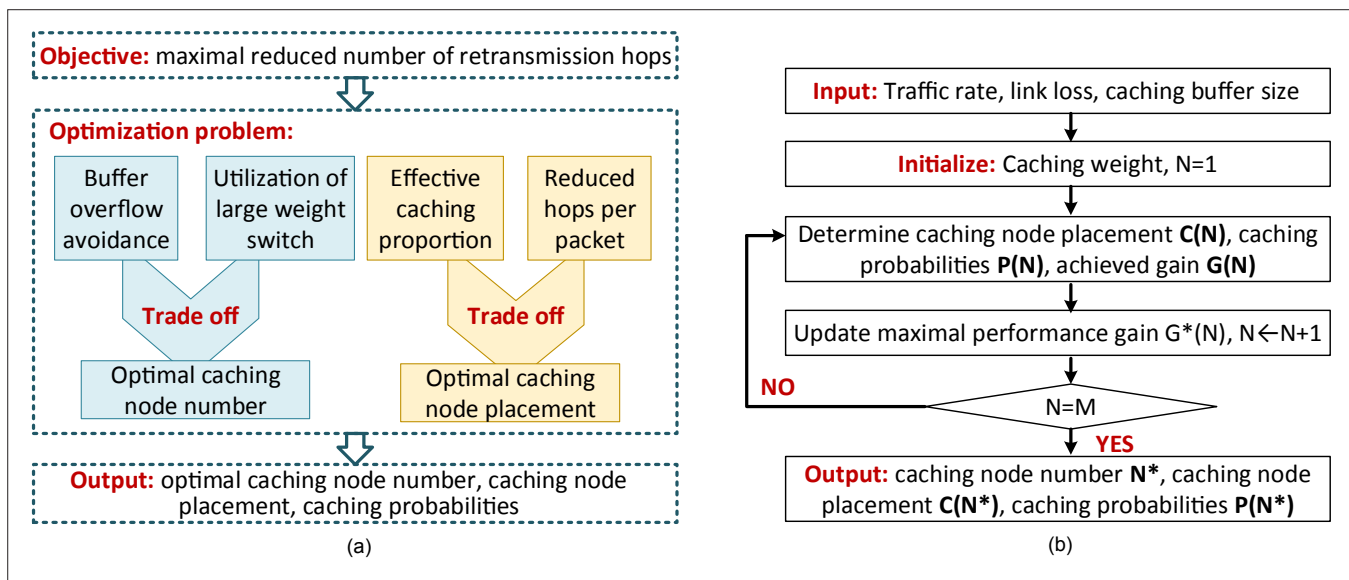 Objective: maximal reduced number of retransmission hops
Optimization problem:
Buffer
overflow
avoidance
Utilization of
large weight
switch
Effective
caching
proportion
Reduced
hops per
packet
Trade off
Trade off
Optimal caching
node number
Optimal caching
node placement
Output: optimal caching node number, caching node
placement, caching probabilities
(a)
Input: Traffic rate, link loss, caching buffer size
Initialize: Caching weight, N=1
Determine caching node placement C(N), caching
probabilities P(N), achieved gain G(N)
Update maximal performance gain G*(N), N←N+1
NO
N=M
YES
Output: caching node number N*, caching node
placement C(N*), caching probabilities P(N*)
(b)